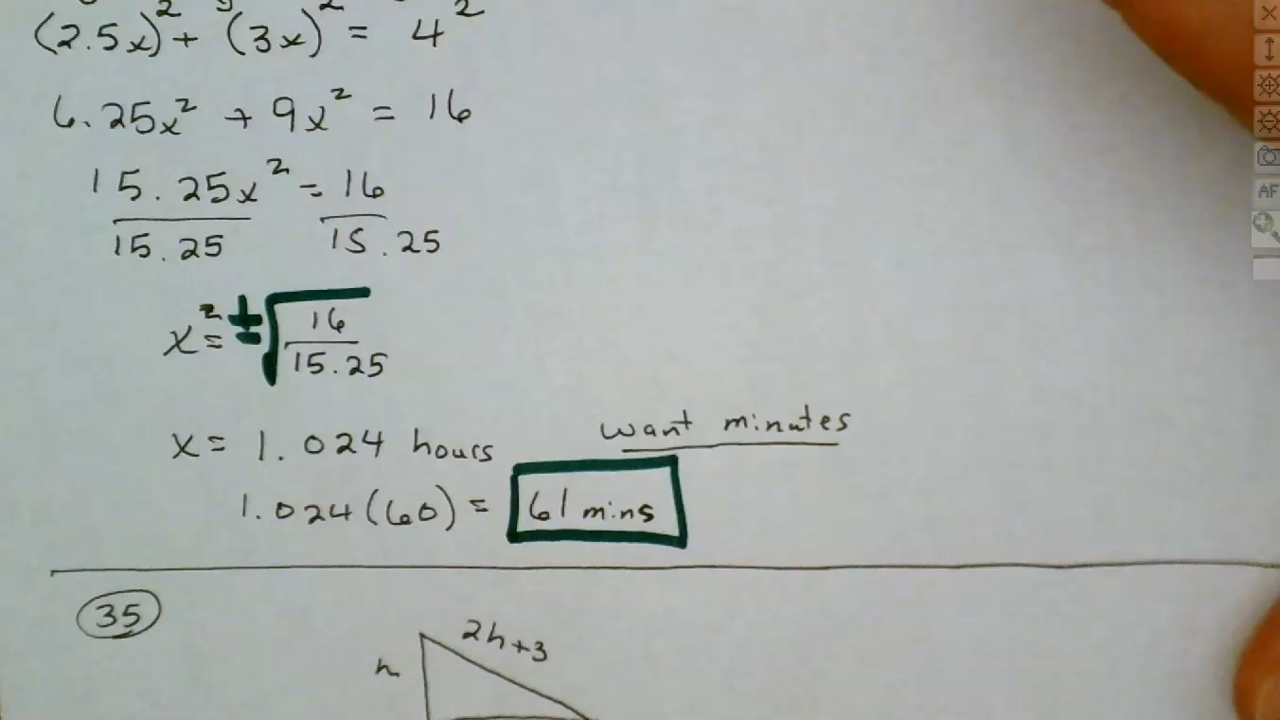 (2.5x)² + (3x)² = 4²
6.25x² + 9x² = 16
15.25x² = 16
15.25 15.25
x² = ± √(16/15.25)
x = 1.024 hours
want minutes
1.024(60) = 61 mins
35
2h+3
h
AF